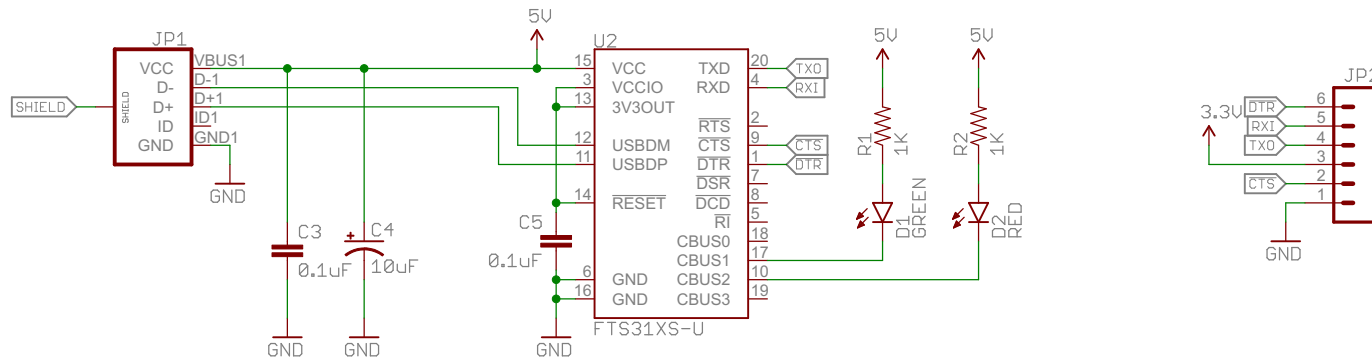 JP1
VCC
D-
D+
ID
GND
SHIELD
VBUS1
D-1
D+1
ID1
GND1
SHIELD
GND
C3
0.1uF
GND
C4
+
10uF
GND
5V
C5
0.1uF
GND
U2
15 VCC
3 VCCIO
13 3V3OUT
12 USBDM
11 USBDP
14 RESET
6 GND
16 GND
TXD 20
RXD 4
RTS 2
CTS 9
DTR 1
DSR 7
DCD 8
RI 5
CBUS0 18
CBUS1 17
CBUS2 10
CBUS3 19
FTS31XS-U
TXO
RXI
CTS
DTR
5V
R1
1K
D1
GREEN
5V
R2
1K
D2
RED
JP2
DTR 6
RXI 5
TXO 4
3
CTS 2
1
3.3V
GND